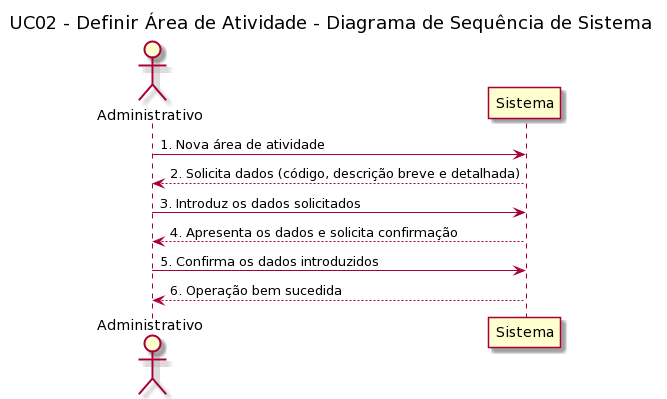 UC02 - Definir Área de Atividade - Diagrama de Sequência de Sistema
Administrativo
Sistema
1. Nova área de atividade
2. Solicita dados (código, descrição breve e detalhada)
3. Introduz os dados solicitados
4. Apresenta os dados e solicita confirmação
5. Confirma os dados introduzidos
6. Operação bem sucedida
Administrativo
Sistema